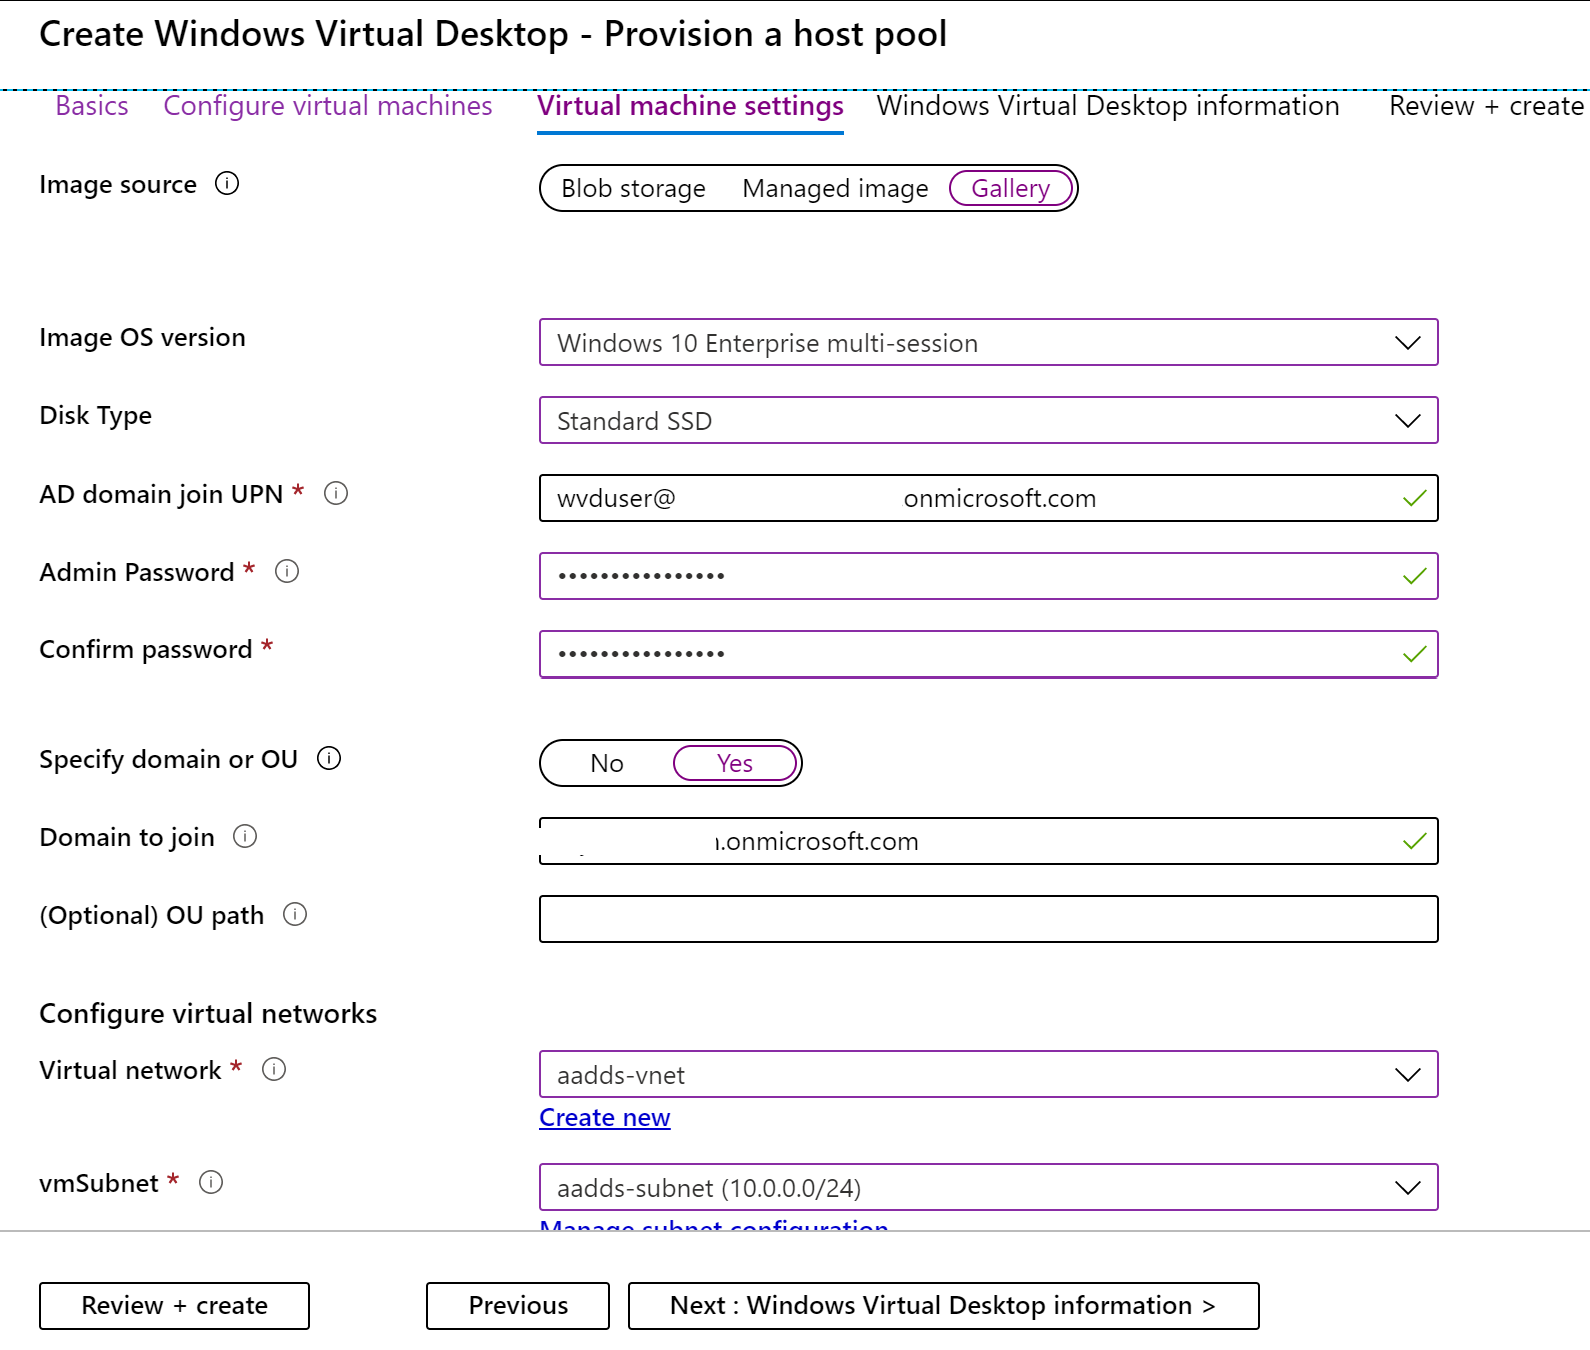 Create Windows Virtual Desktop - Provision a host pool
Basics Configure virtual machines Virtual machine settings Windows Virtual Desktop information Review + create
Image source Blob storage Managed image Gallery
Image OS version Windows 10 Enterprise multi-session
Disk Type Standard SSD
AD domain join UPN * wvduser@ onmicrosoft.com
Admin Password * ••••••••••••••••
Confirm password * ••••••••••••••••
Specify domain or OU No Yes
Domain to join .onmicrosoft.com
(Optional) OU path
Configure virtual networks
Virtual network * aadds-vnet
Create new
vmSubnet * aadds-subnet (10.0.0.0/24)
Manage subnet configuration
Review + create Previous Next : Windows Virtual Desktop information >